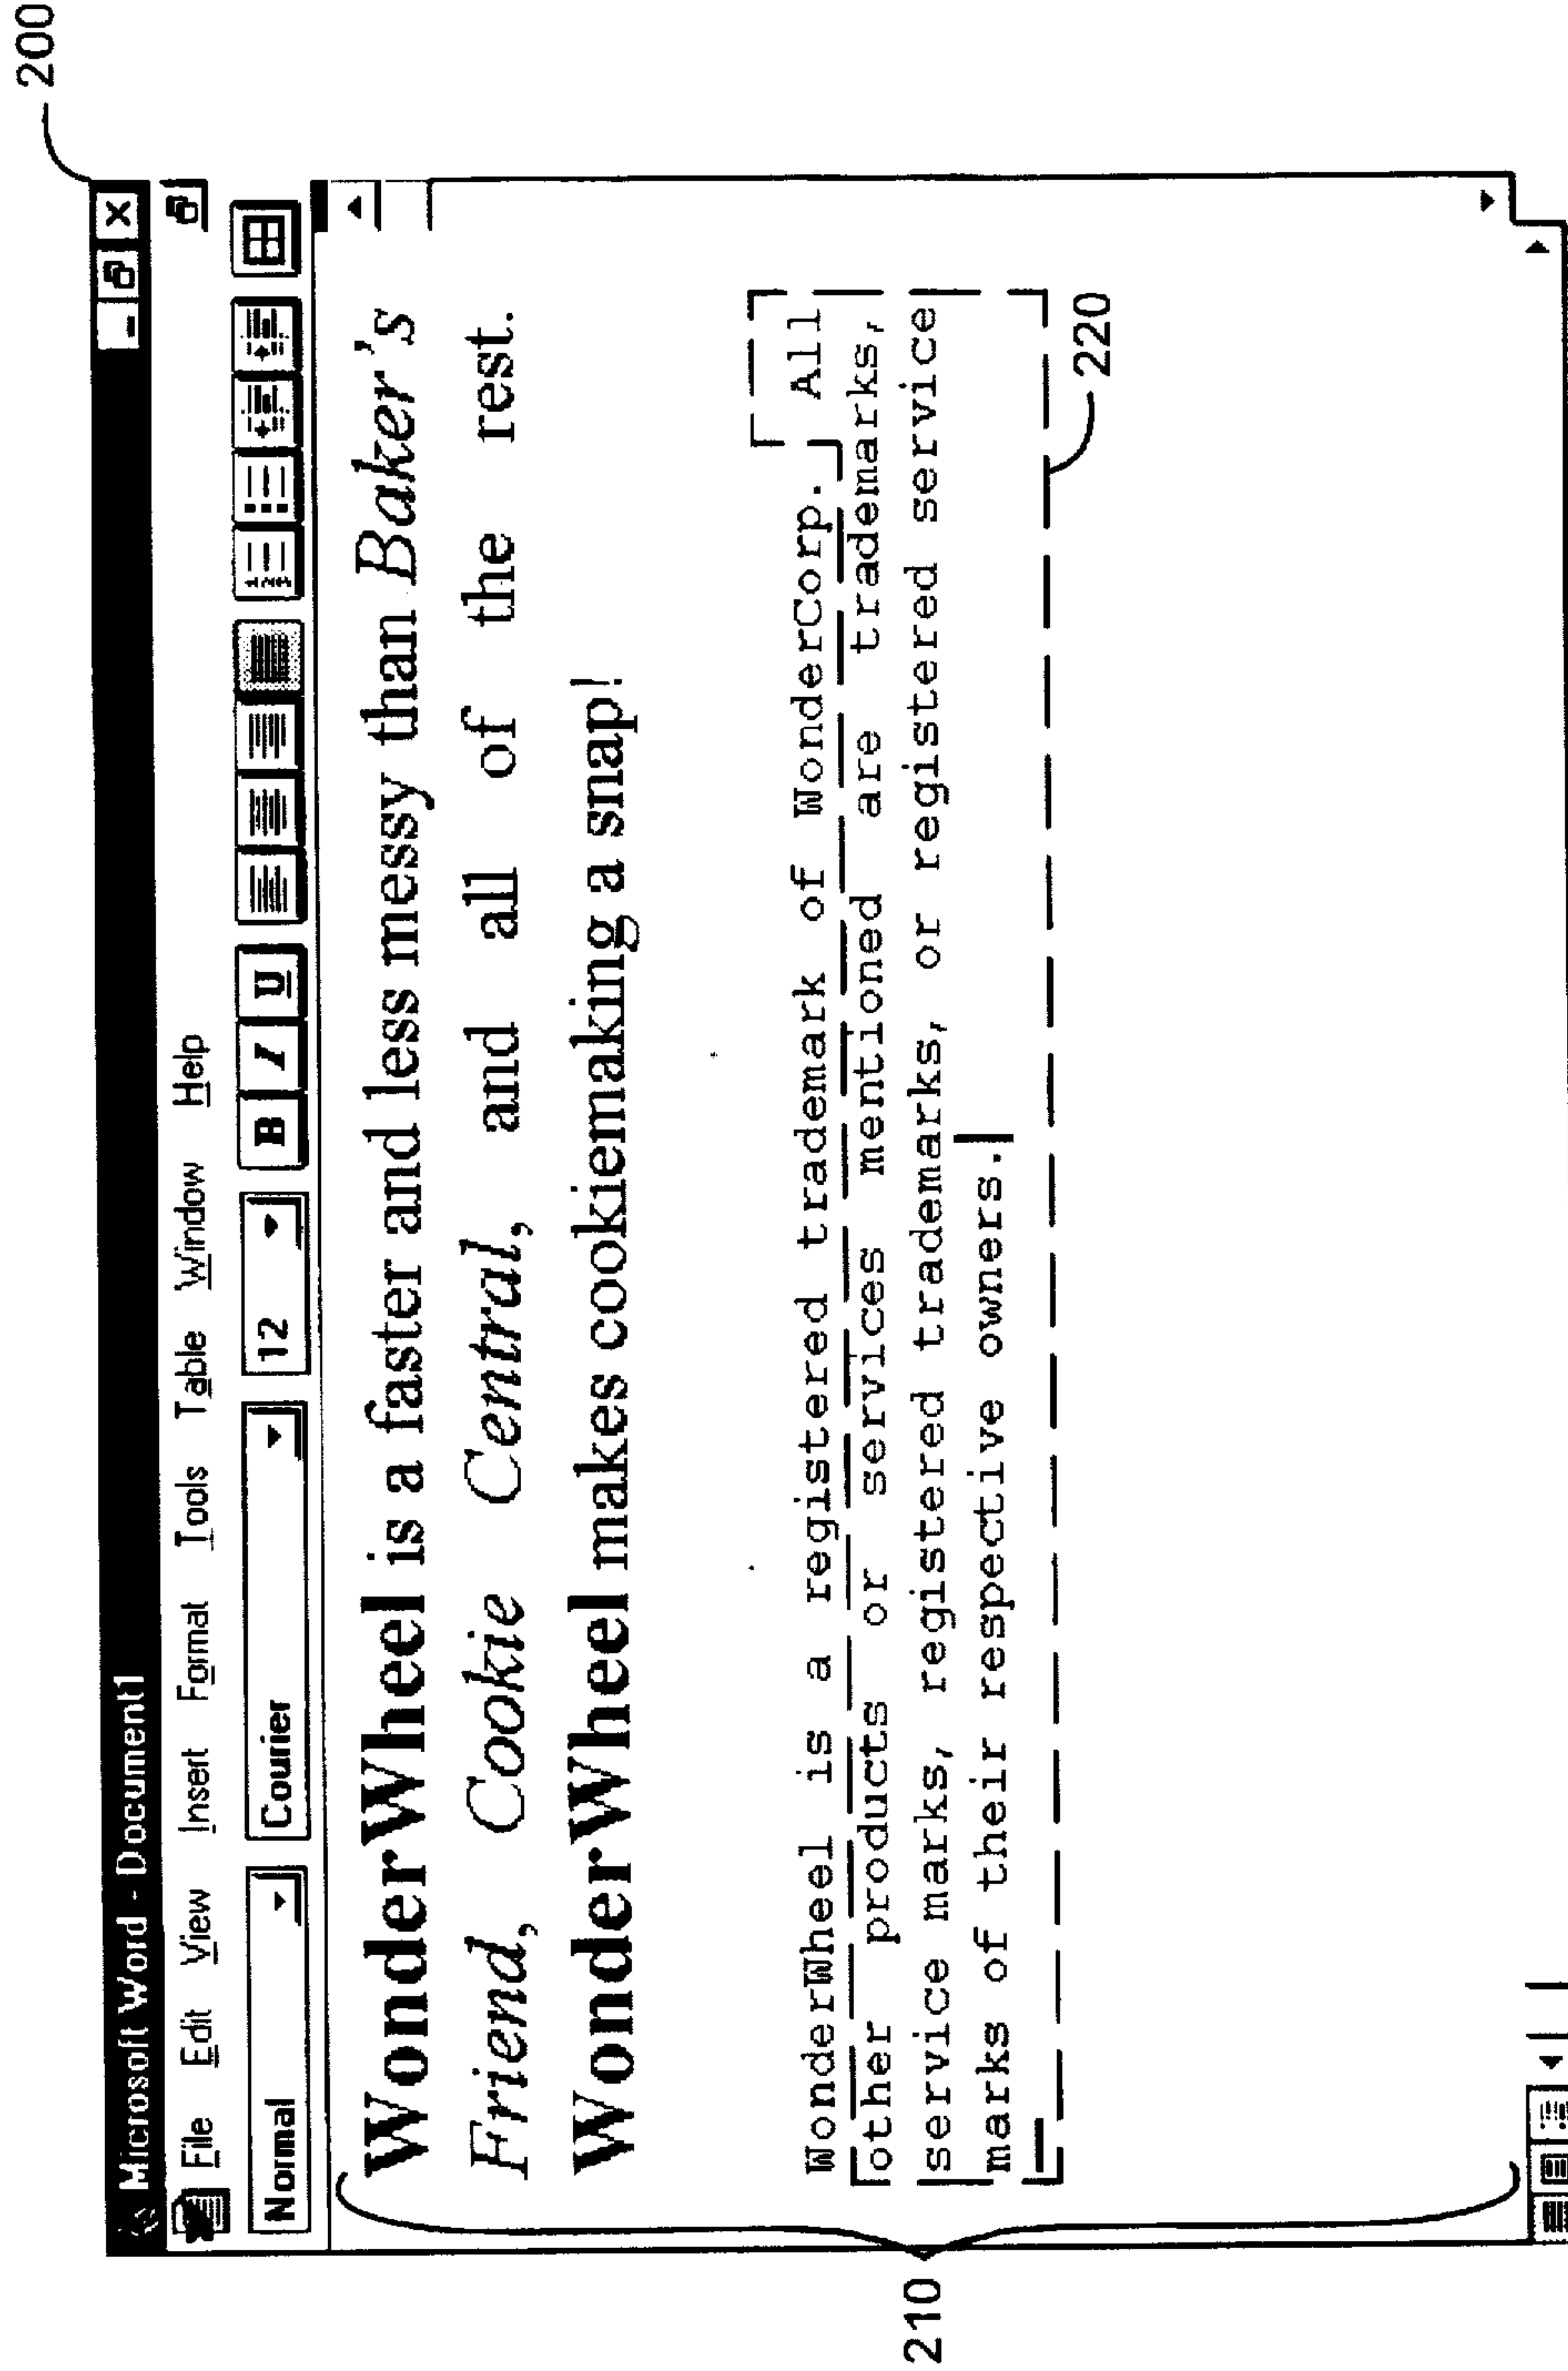 200
Microsoft Word - Document1
File Edit View Insert Format Tools Table Window Help
Normal Courier 12 B I U
WonderWheel is a faster and less messy than Baker's
Friend, Cookie Central, and all of the rest.
WonderWheel makes cookiemaking a snap!
WonderWheel is a registered trademark of WonderCorp. All
other products or services mentioned are trademarks,
service marks, registered trademarks, or registered service
marks of their respective owners.
210
220